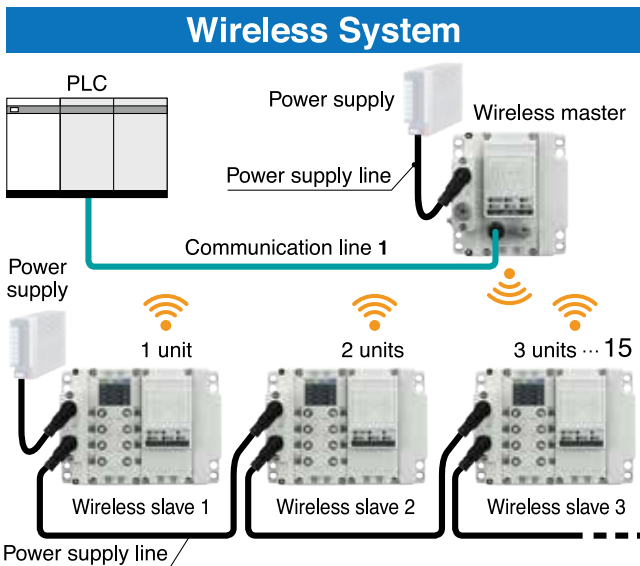 Wireless System
PLC
Power supply
Wireless master
Power supply line
Communication line 1
Power
supply
1 unit
2 units
3 units ··· 15
Wireless slave 1
Wireless slave 2
Wireless slave 3
Power supply line